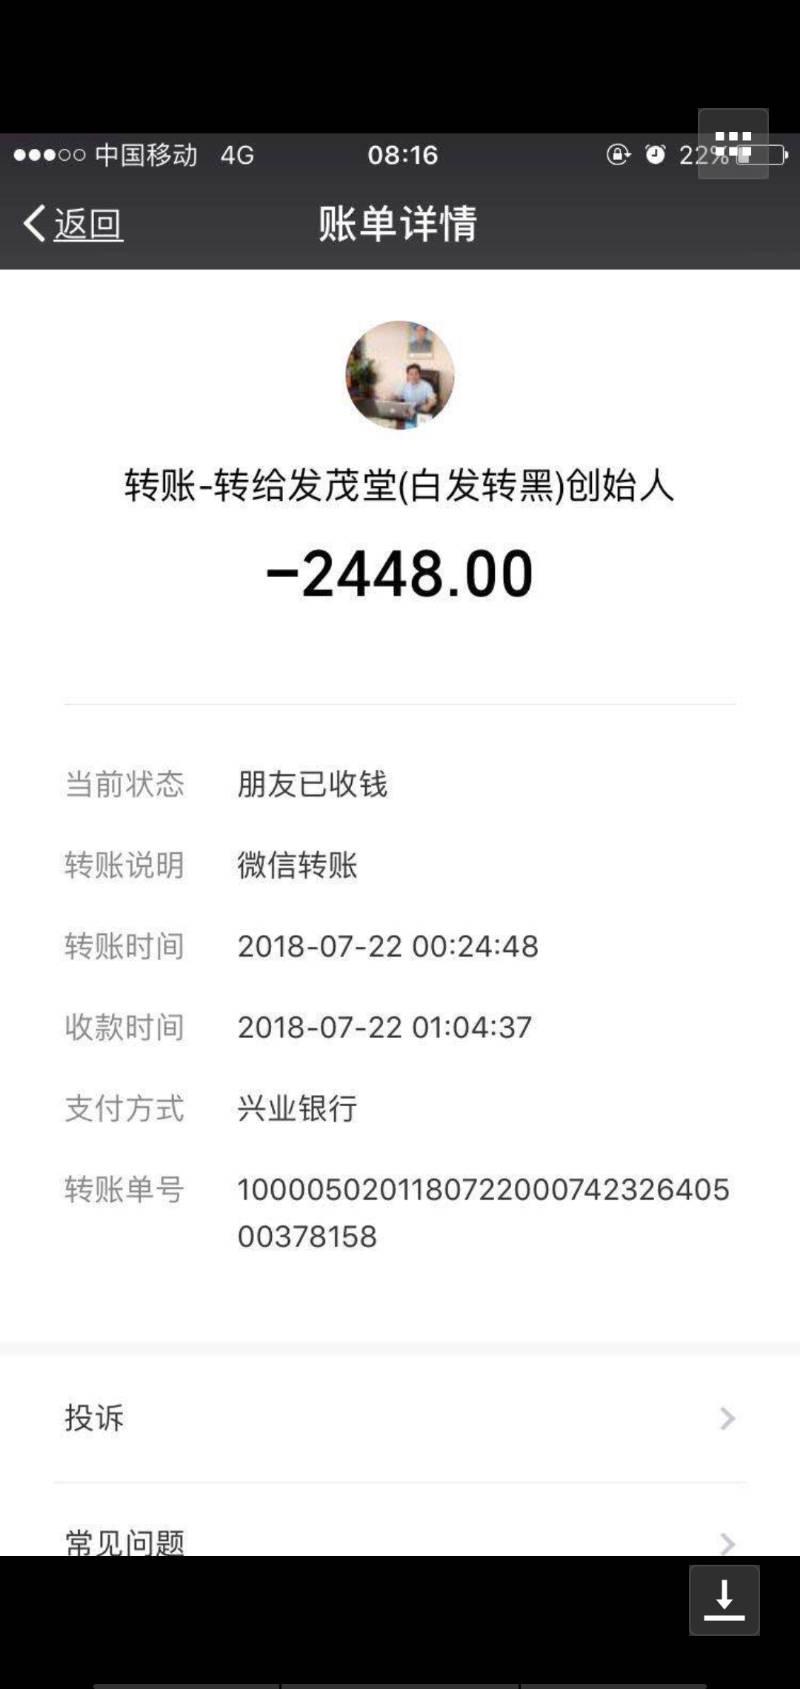 中国移动 4G 08:16 22%
返回 账单详情
转账-转给发茂堂(白发转黑)创始人
-2448.00
当前状态 朋友已收钱
转账说明 微信转账
转账时间 2018-07-22 00:24:48
收款时间 2018-07-22 01:04:37
支付方式 兴业银行
转账单号 1000050201180722000742326405
00378158
投诉
常见问题